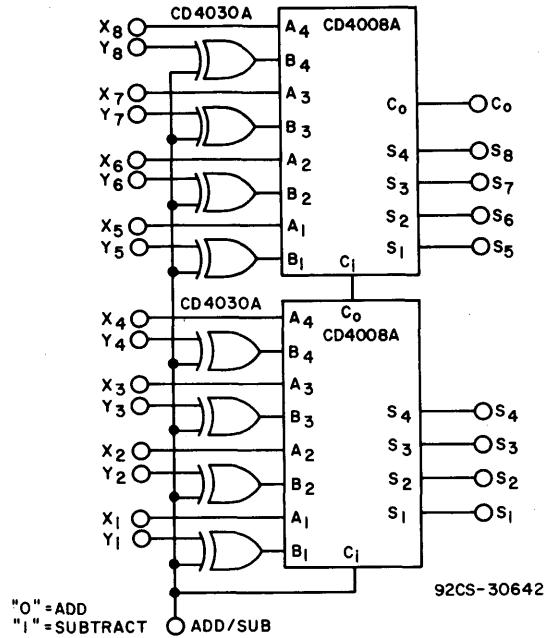 CD4030A
X8 A4 CD4008A
Y8 B4
X7 A3
Y7 B3 Co Co
X6 A2 S4 S8
Y6 B2 S3 S7
X5 A1 S2 S6
Y5 B1 Ci S1 S5
CD4030A Co
X4 A4 CD4008A
Y4 B4
X3 A3
Y3 B3 S4 S4
X2 A2 S3 S3
Y2 B2 S2 S2
X1 A1 S1 S1
Y1 B1 Ci
92CS-30642
"0"=ADD
"1"=SUBTRACT ADD/SUB